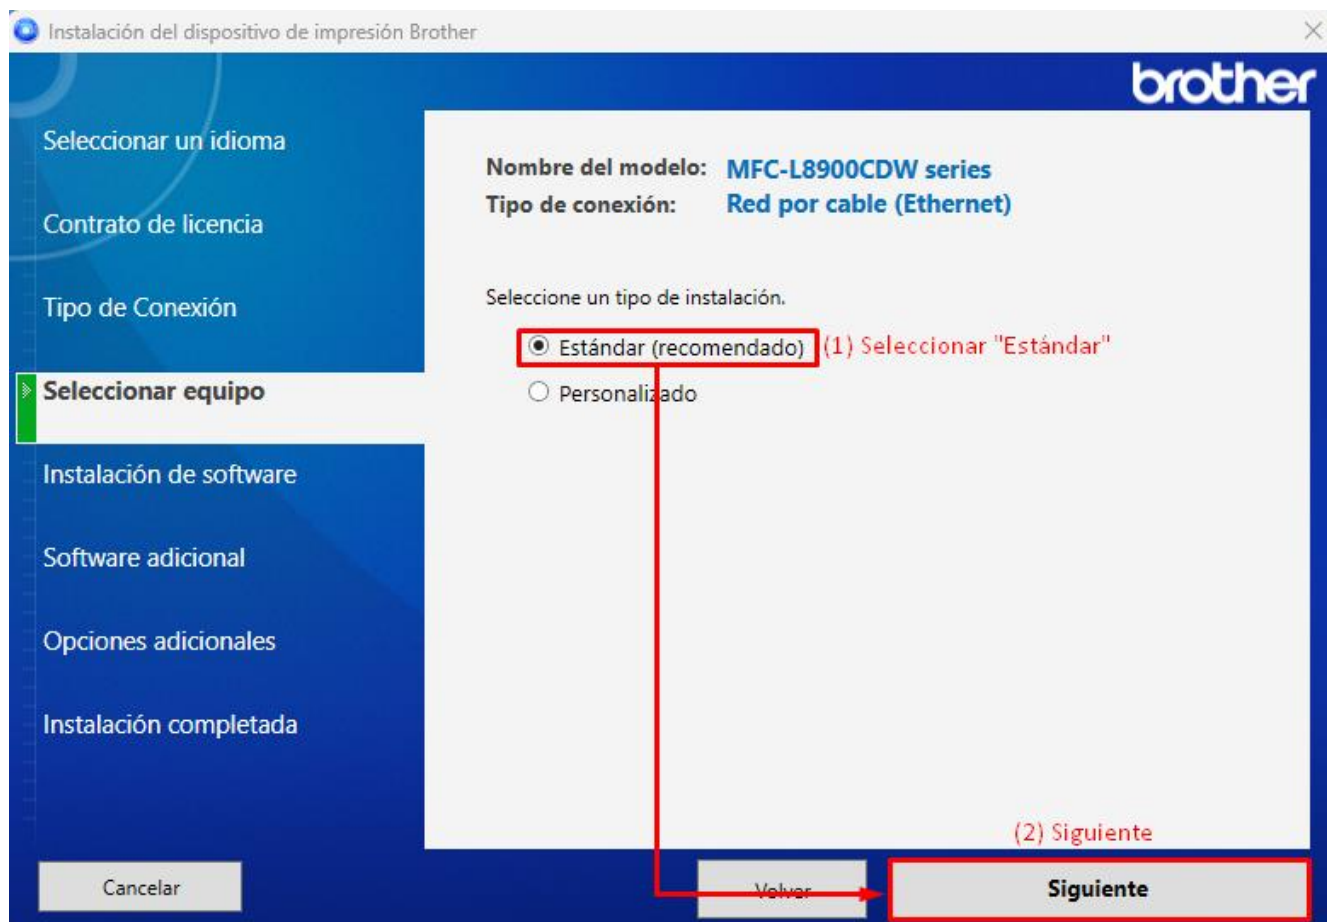 Instalación del dispositivo de impresión Brother
brother
Seleccionar un idioma
Contrato de licencia
Tipo de Conexión
Seleccionar equipo
Instalación de software
Software adicional
Opciones adicionales
Instalación completada
Nombre del modelo: MFC-L8900CDW series
Tipo de conexión: Red por cable (Ethernet)
Seleccione un tipo de instalación.
Estándar (recomendado) (1) Seleccionar "Estándar"
Personalizado
(2) Siguiente
Cancelar Volver Siguiente